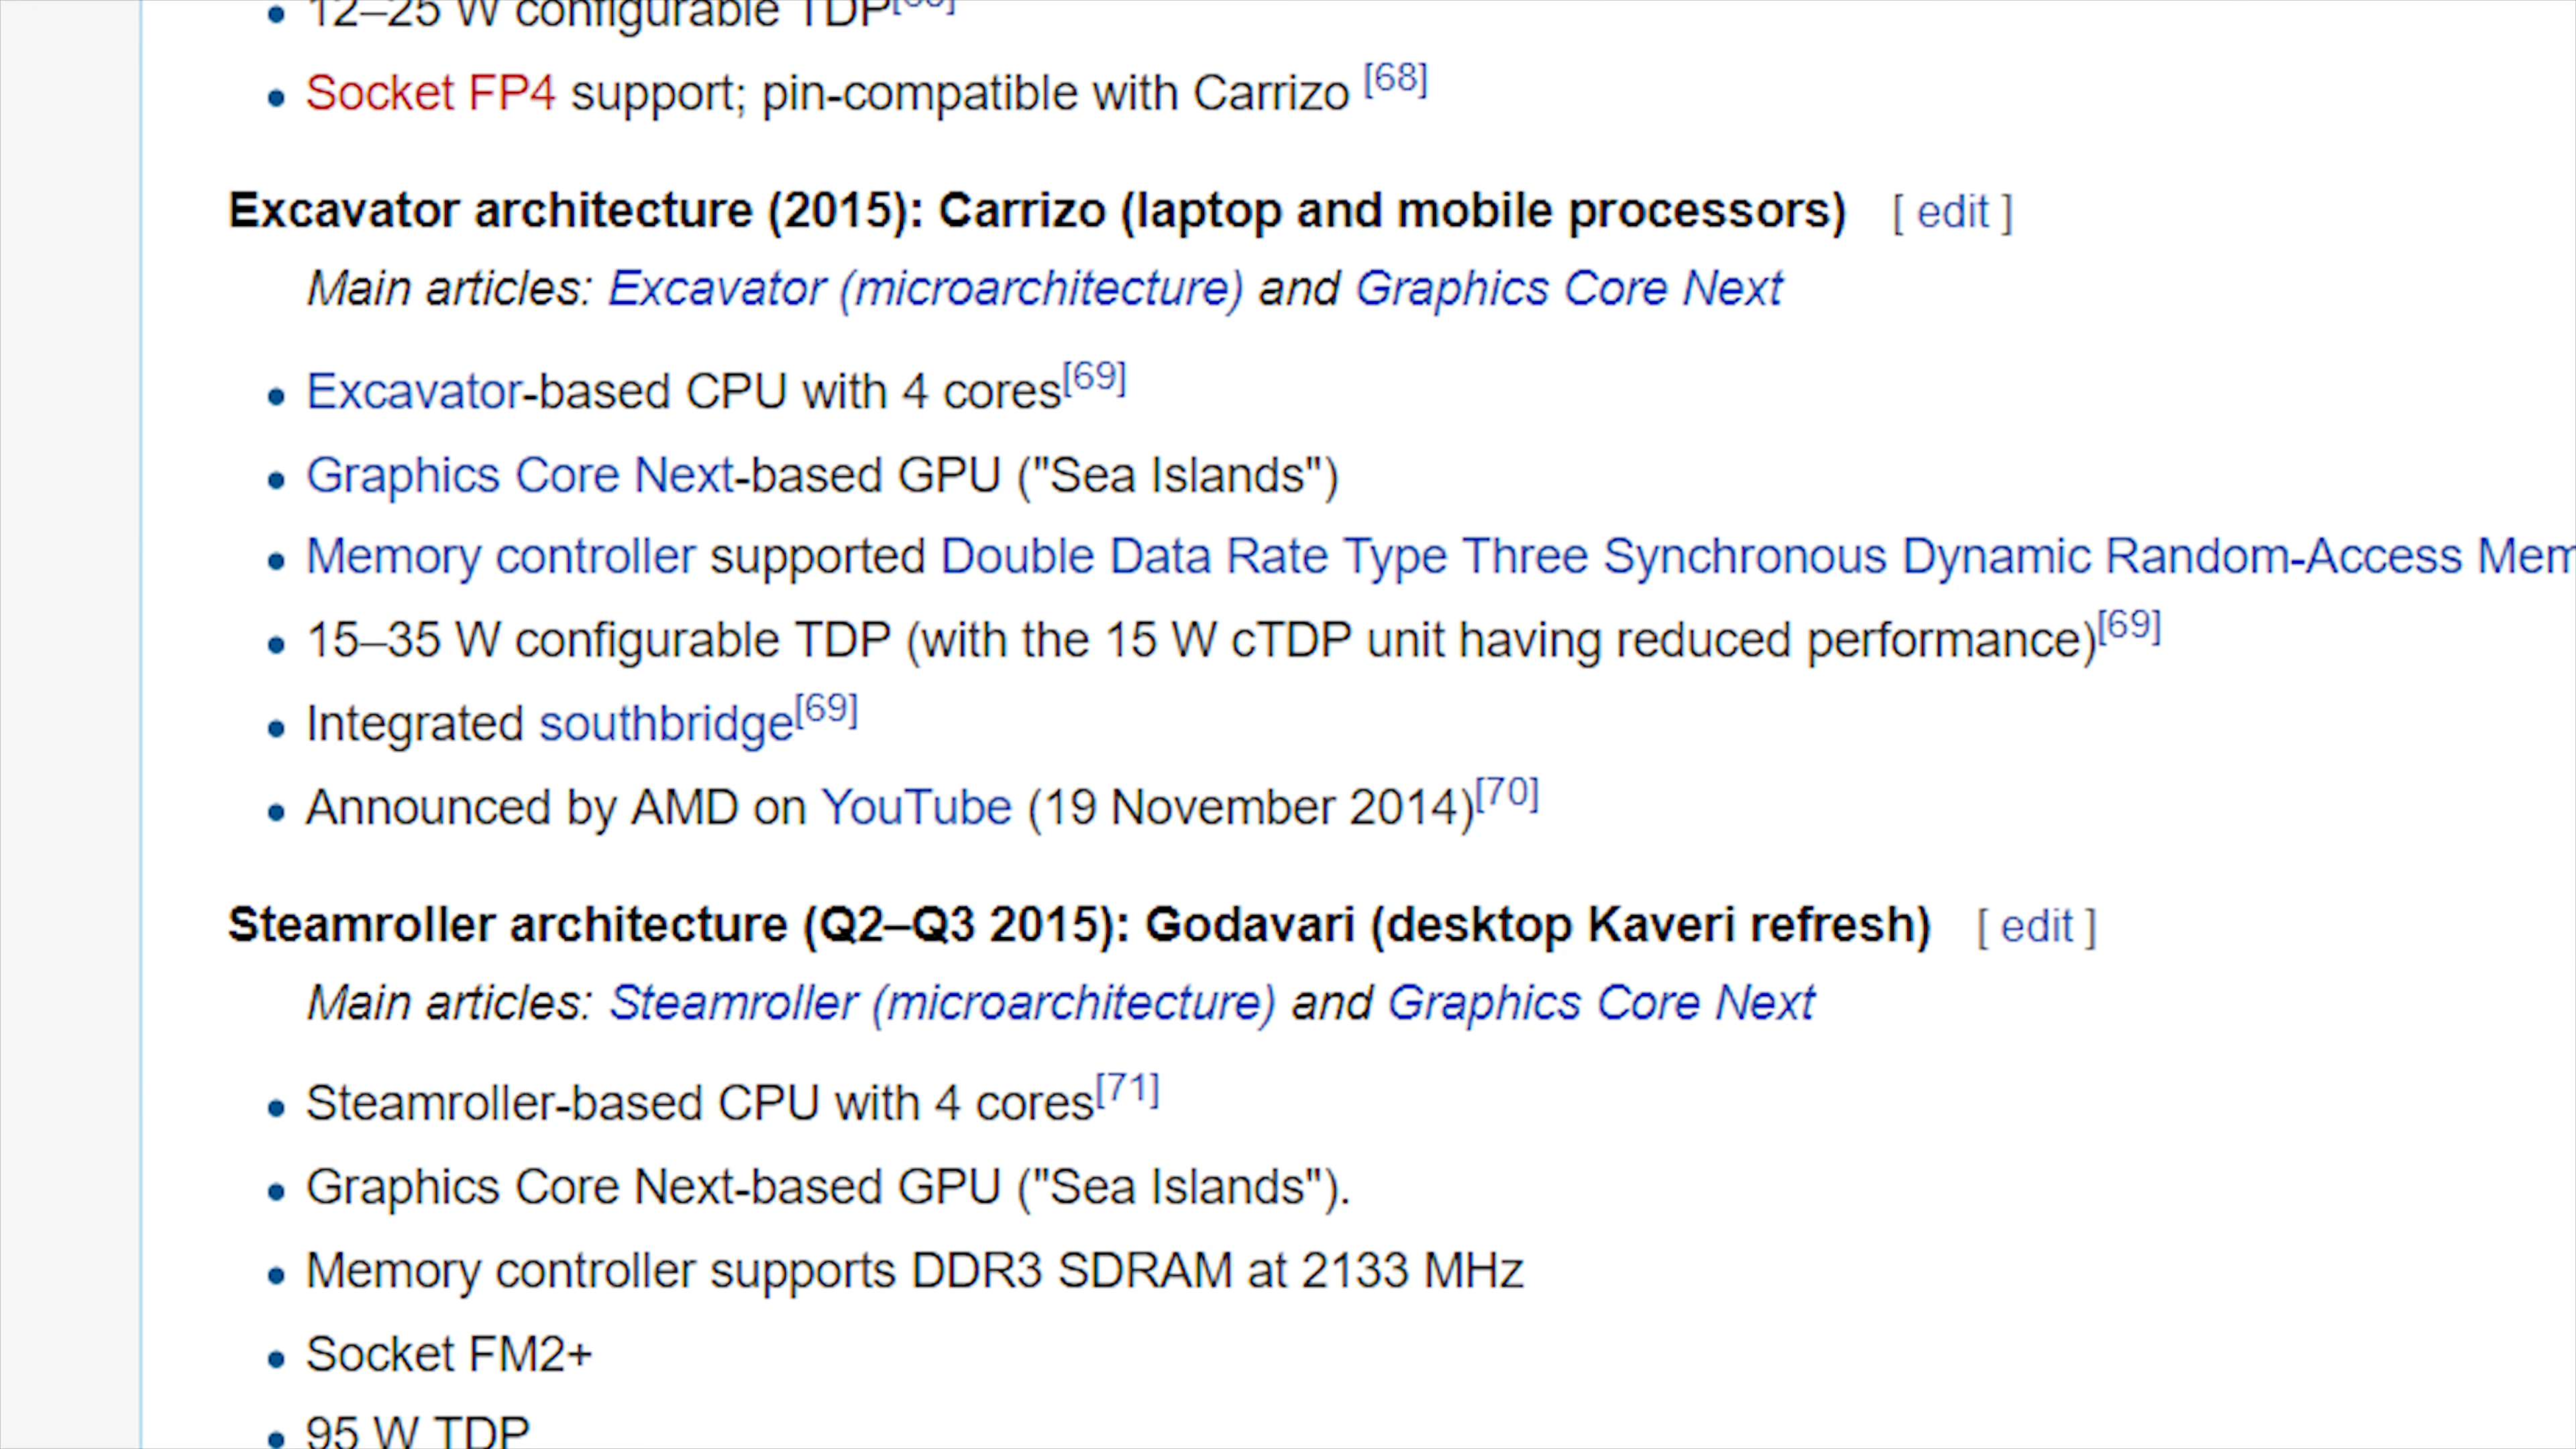 12–25 W configurable TDP
Socket FP4 support; pin-compatible with Carrizo [68]
Excavator architecture (2015): Carrizo (laptop and mobile processors) [ edit ]
Main articles: Excavator (microarchitecture) and Graphics Core Next
Excavator-based CPU with 4 cores[69]
Graphics Core Next-based GPU ("Sea Islands")
Memory controller supported Double Data Rate Type Three Synchronous Dynamic Random-Access Mem
15–35 W configurable TDP (with the 15 W cTDP unit having reduced performance)[69]
Integrated southbridge[69]
Announced by AMD on YouTube (19 November 2014)[70]
Steamroller architecture (Q2–Q3 2015): Godavari (desktop Kaveri refresh) [ edit ]
Main articles: Steamroller (microarchitecture) and Graphics Core Next
Steamroller-based CPU with 4 cores[71]
Graphics Core Next-based GPU ("Sea Islands").
Memory controller supports DDR3 SDRAM at 2133 MHz
Socket FM2+
95 W TDP